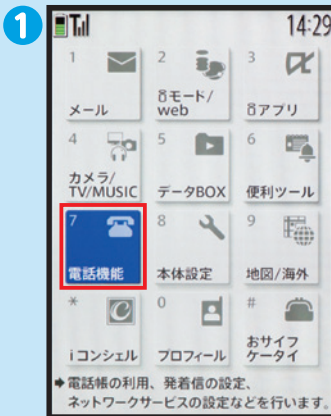 1
14:29
1
メール
2
iモード/
web
3
iアプリ
4
カメラ/
TV/MUSIC
5
データBOX
6
便利ツール
7
電話機能
8
本体設定
9
地図/海外
*
iコンシェル
0
プロフィール
#
おサイフ
ケータイ
➧電話帳の利用、発着信の設定、
ネットワークサービスの設定などを行います。